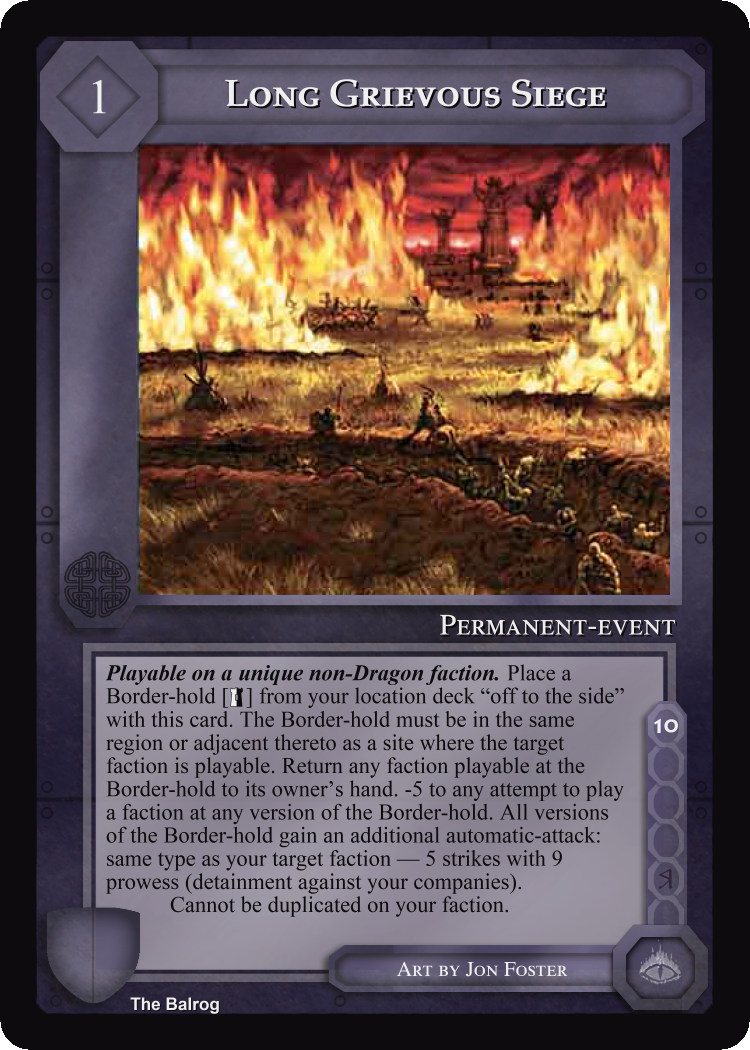 1
LONG GRIEVOUS SIEGE
PERMANENT-EVENT
Playable on a unique non-Dragon faction. Place a
Border-hold [] from your location deck “off to the side”
with this card. The Border-hold must be in the same
region or adjacent thereto as a site where the target
faction is playable. Return any faction playable at the
Border-hold to its owner’s hand. -5 to any attempt to play
a faction at any version of the Border-hold. All versions
of the Border-hold gain an additional automatic-attack:
same type as your target faction — 5 strikes with 9
prowess (detainment against your companies).
Cannot be duplicated on your faction.
10
ART BY JON FOSTER
The Balrog